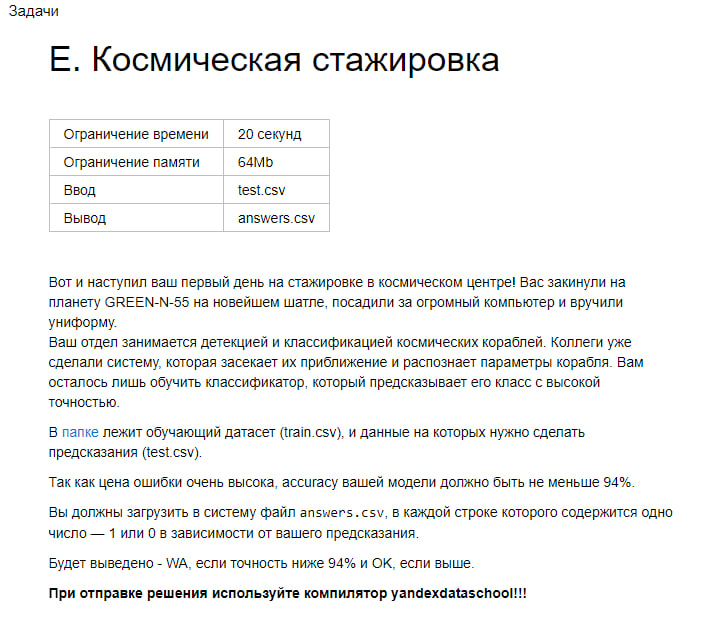 Задачи
E. Космическая стажировка
Ограничение времени 20 секунд
Ограничение памяти 64Mb
Ввод test.csv
Вывод answers.csv
Вот и наступил ваш первый день на стажировке в космическом центре! Вас закинули на
планету GREEN-N-55 на новейшем шатле, посадили за огромный компьютер и вручили
униформу.
Ваш отдел занимается детекцией и классификацией космических кораблей. Коллеги уже
сделали систему, которая засекает их приближение и распознает параметры корабля. Вам
осталось лишь обучить классификатор, который предсказывает его класс с высокой
точностью.
В папке лежит обучающий датасет (train.csv), и данные на которых нужно сделать
предсказания (test.csv).
Так как цена ошибки очень высока, accuracy вашей модели должно быть не меньше 94%.
Вы должны загрузить в систему файл answers.csv, в каждой строке которого содержится одно
число — 1 или 0 в зависимости от вашего предсказания.
Будет выведено - WA, если точность ниже 94% и OK, если выше.
При отправке решения используйте компилятор yandexdataschool!!!